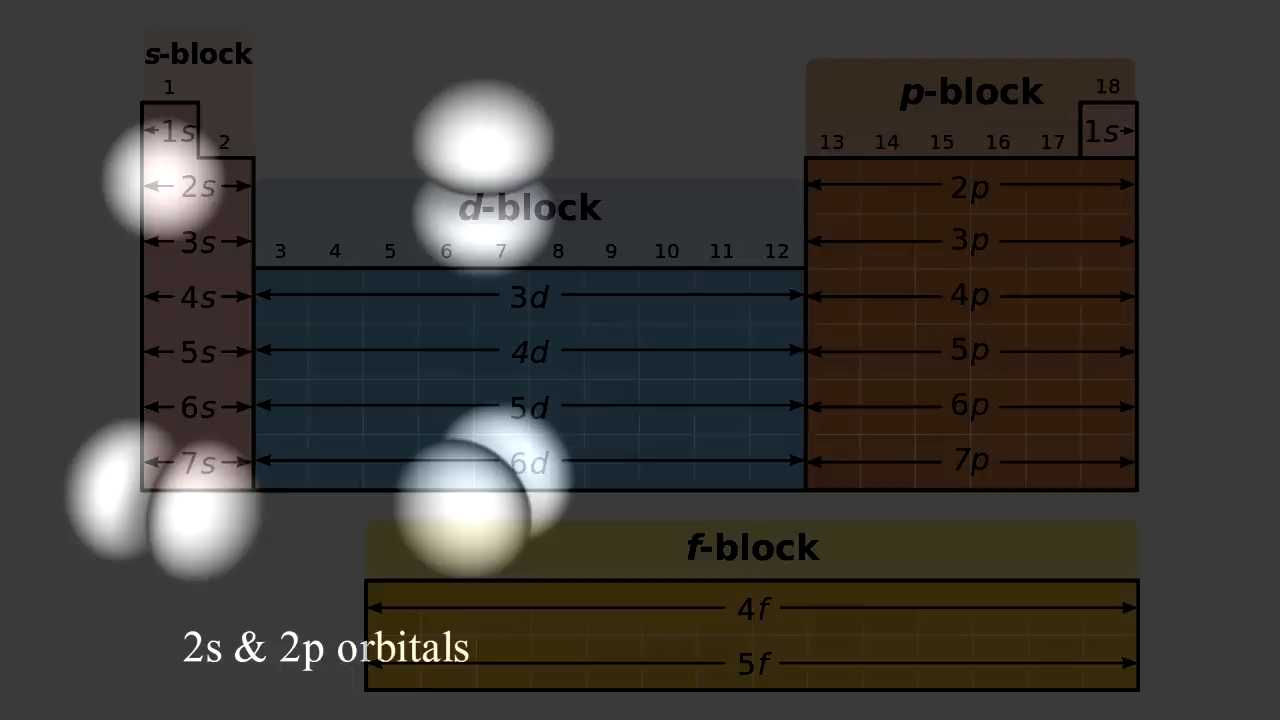 s-block
1
p-block
18
1s
2
13 14 15 16 17
1s
2s
2p
d-block
3s
3p
3 4 5 6 7 8 9 10 11 12
4s
3d
4p
5s
4d
5p
6s
5d
6p
7s
6d
7p
f-block
4f
2s & 2p orbitals
5f